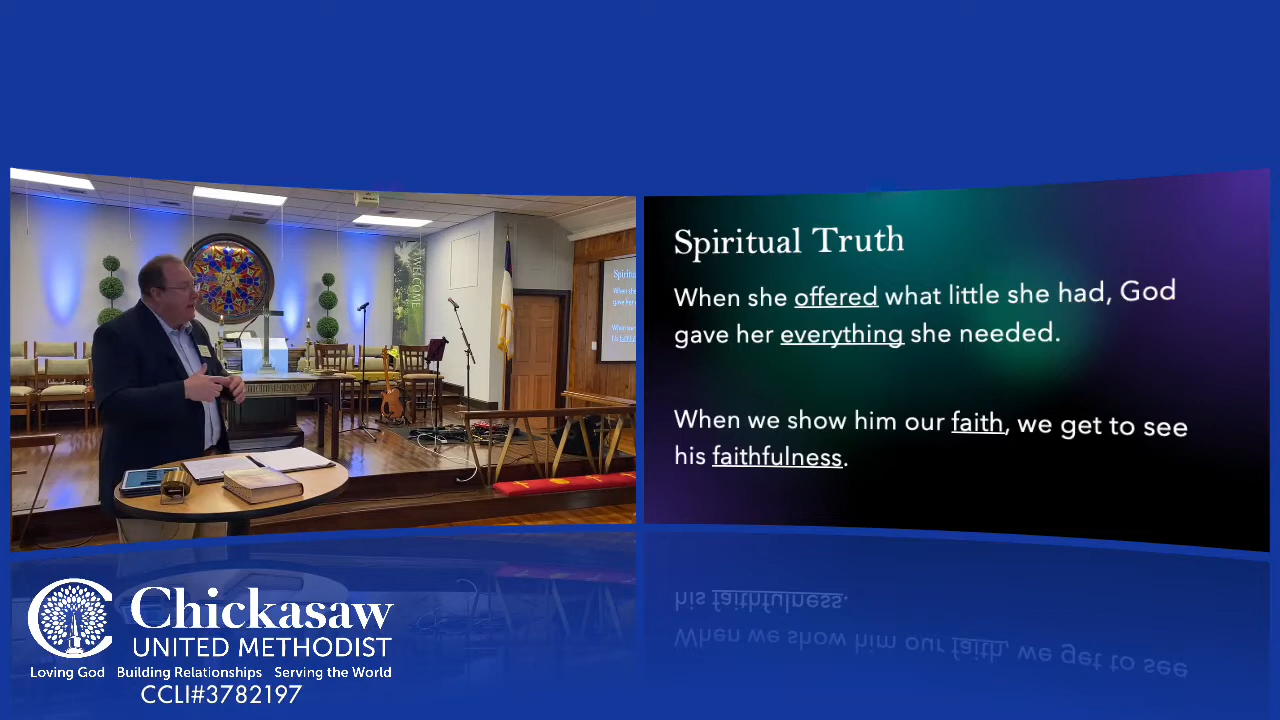 WELCOME
Spiritual Truth
When she offered what little she had, God
gave her everything she needed.
When we show him our faith, we get to see
his faithfulness.
Chickasaw
UNITED METHODIST
Loving God Building Relationships Serving the World
CCLI#3782197